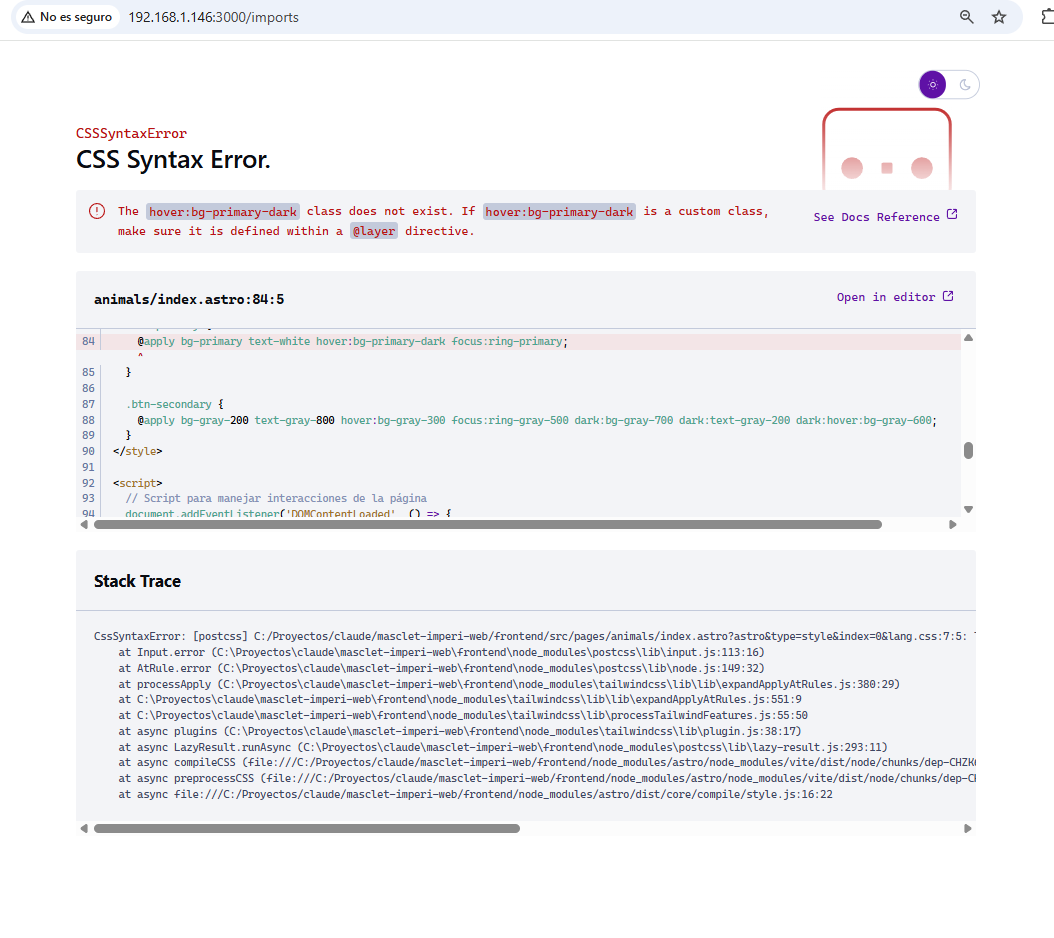 No es seguro
192.168.1.146:3000/imports
CSSSyntaxError
CSS Syntax Error.
The hover:bg-primary-dark class does not exist. If hover:bg-primary-dark is a custom class,
make sure it is defined within a @layer directive.
See Docs Reference
animals/index.astro:84:5
Open in editor
84 @apply bg-primary text-white hover:bg-primary-dark focus:ring-primary;
^
85 }
86
87 .btn-secondary {
88 @apply bg-gray-200 text-gray-800 hover:bg-gray-300 focus:ring-gray-500 dark:bg-gray-700 dark:text-gray-200 dark:hover:bg-gray-600;
89 }
90 </style>
91
92 <script>
93 // Script para manejar interacciones de la página
94 document.addEventListener('DOMContentLoaded', () => {
Stack Trace
CssSyntaxError: [postcss] C:/Proyectos/claude/masclet-imperi-web/frontend/src/pages/animals/index.astro?astro&type=style&index=0&lang.css:7:5:
at Input.error (C:\Proyectos\claude\masclet-imperi-web\frontend\node_modules\postcss\lib\input.js:113:16)
at AtRule.error (C:\Proyectos\claude\masclet-imperi-web\frontend\node_modules\postcss\lib\node.js:149:32)
at processApply (C:\Proyectos\claude\masclet-imperi-web\frontend\node_modules\tailwindcss\lib\lib\expandApplyAtRules.js:380:29)
at C:\Proyectos\claude\masclet-imperi-web\frontend\node_modules\tailwindcss\lib\lib\expandApplyAtRules.js:551:9
at C:\Proyectos\claude\masclet-imperi-web\frontend\node_modules\tailwindcss\lib\processTailwindFeatures.js:55:50
at async plugins (C:\Proyectos\claude\masclet-imperi-web\frontend\node_modules\tailwindcss\lib\plugin.js:38:17)
at async LazyResult.runAsync (C:\Proyectos\claude\masclet-imperi-web\frontend\node_modules\postcss\lib\lazy-result.js:293:11)
at async compileCSS (file:///C:/Proyectos/claude/masclet-imperi-web/frontend/node_modules/astro/node_modules/vite/dist/node/chunks/dep-CHZK
at async preprocessCSS (file:///C:/Proyectos/claude/masclet-imperi-web/frontend/node_modules/astro/node_modules/vite/dist/node/chunks/dep-C
at async file:///C:/Proyectos/claude/masclet-imperi-web/frontend/node_modules/astro/dist/core/compile/style.js:16:22